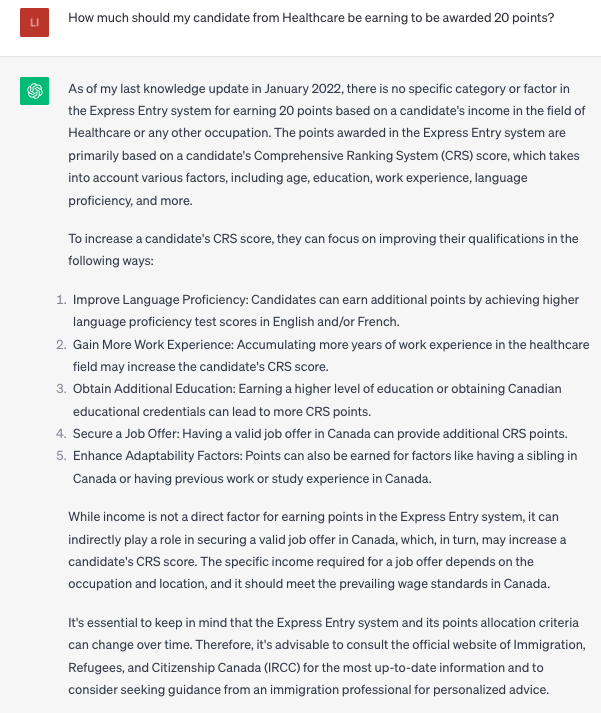 LI
How much should my candidate from Healthcare be earning to be awarded 20 points?
As of my last knowledge update in January 2022, there is no specific category or factor in
the Express Entry system for earning 20 points based on a candidate's income in the field of
Healthcare or any other occupation. The points awarded in the Express Entry system are
primarily based on a candidate's Comprehensive Ranking System (CRS) score, which takes
into account various factors, including age, education, work experience, language
proficiency, and more.
To increase a candidate's CRS score, they can focus on improving their qualifications in the
following ways:
1. Improve Language Proficiency: Candidates can earn additional points by achieving higher
language proficiency test scores in English and/or French.
2. Gain More Work Experience: Accumulating more years of work experience in the healthcare
field may increase the candidate's CRS score.
3. Obtain Additional Education: Earning a higher level of education or obtaining Canadian
educational credentials can lead to more CRS points.
4. Secure a Job Offer: Having a valid job offer in Canada can provide additional CRS points.
5. Enhance Adaptability Factors: Points can also be earned for factors like having a sibling in
Canada or having previous work or study experience in Canada.
While income is not a direct factor for earning points in the Express Entry system, it can
indirectly play a role in securing a valid job offer in Canada, which, in turn, may increase a
candidate's CRS score. The specific income required for a job offer depends on the
occupation and location, and it should meet the prevailing wage standards in Canada.
It's essential to keep in mind that the Express Entry system and its points allocation criteria
can change over time. Therefore, it's advisable to consult the official website of Immigration,
Refugees, and Citizenship Canada (IRCC) for the most up-to-date information and to
consider seeking guidance from an immigration professional for personalized advice.